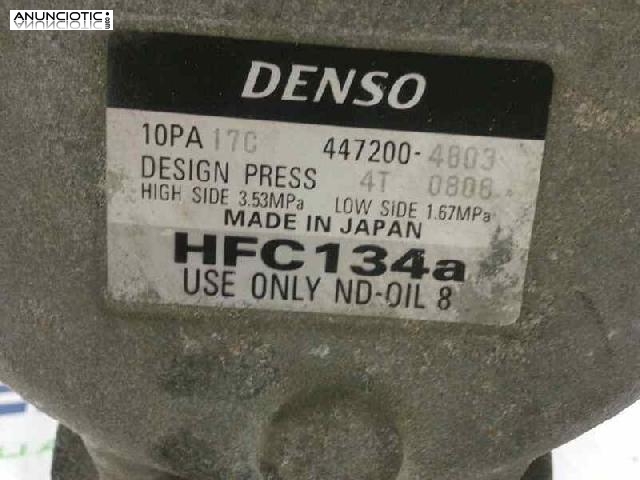 ANUNCIOTIC
.com
DENSO
10PA 17C 447200-4803
DESIGN PRESS 4T 0808
HIGH SIDE 3.53MPa LOW SIDE 1.67MPa
MADE IN JAPAN
HFC134a
USE ONLY ND-OIL 8